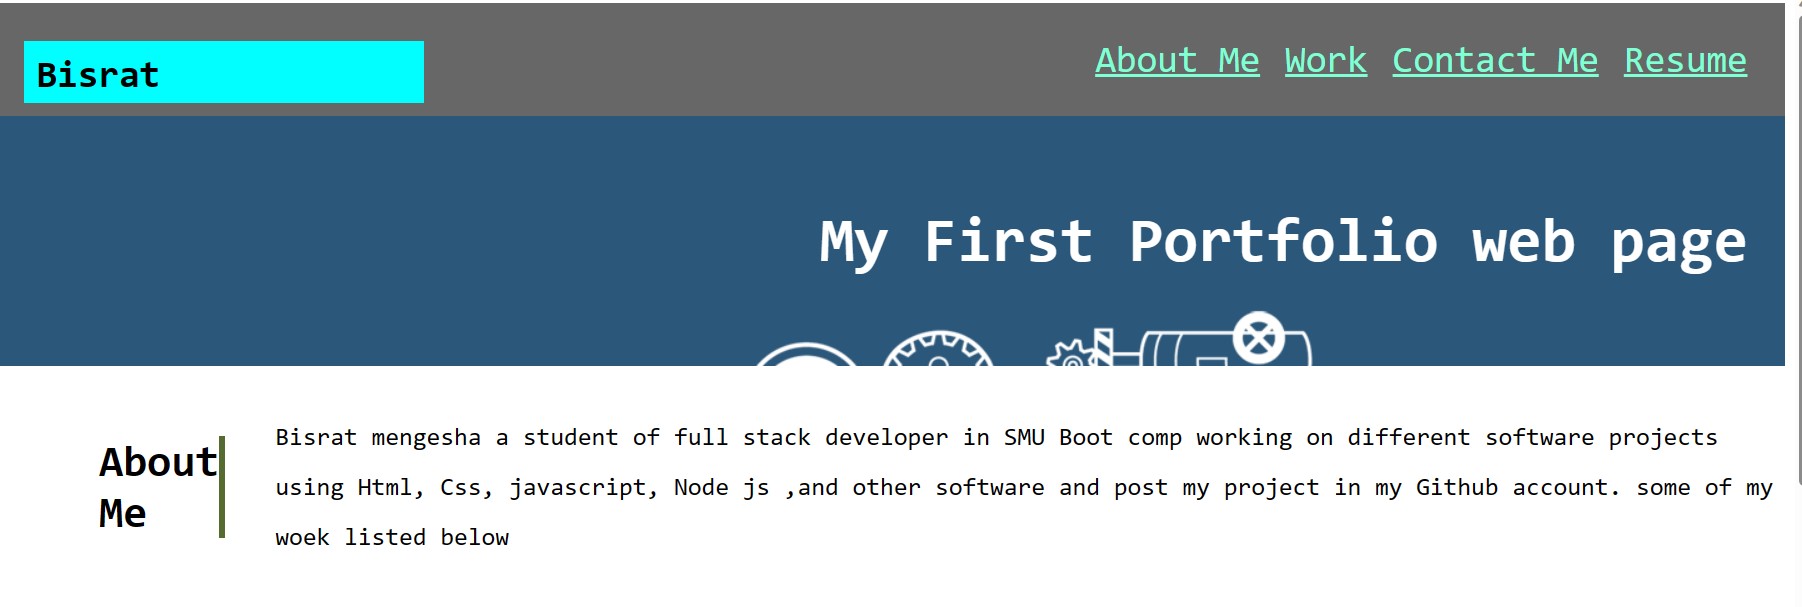 Bisrat
About Me Work Contact Me Resume
My First Portfolio web page
About
Me
Bisrat mengesha a student of full stack developer in SMU Boot comp working on different software projects
using Html, Css, javascript, Node js ,and other software and post my project in my Github account. some of my
woek listed below